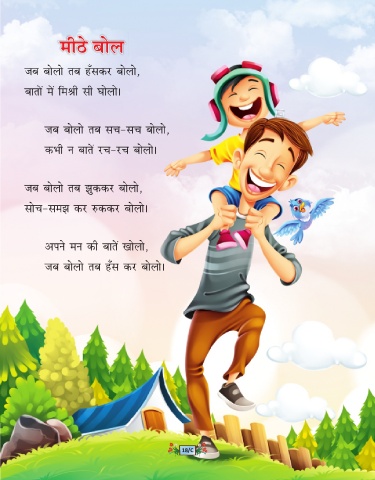 मीठे बोल
जब बोलो तब हँसकर बोलो,
बातों में मिश्री सी घोलो।
जब बोलो तब सच-सच बोलो,
कभी न बातें रच-रच बोलो।
जब बोलो तब झुककर बोलो,
सोच-समझ कर रुककर बोलो।
अपने मन की बातें खोलो,
जब बोलो तब हँस कर बोलो।
18/C